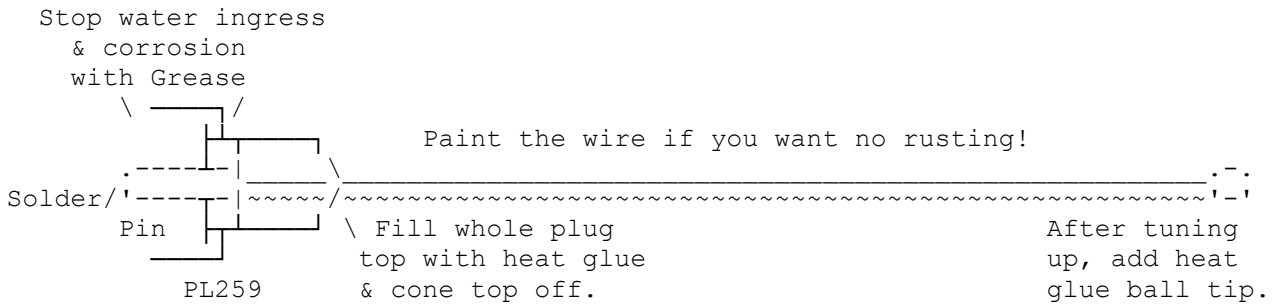 Stop water ingress
& corrosion
with Grease
Paint the wire if you want no rusting!
Solder
Pin
\ Fill whole plug
top with heat glue
& cone top off.
After tuning
up, add heat
glue ball tip.
PL259